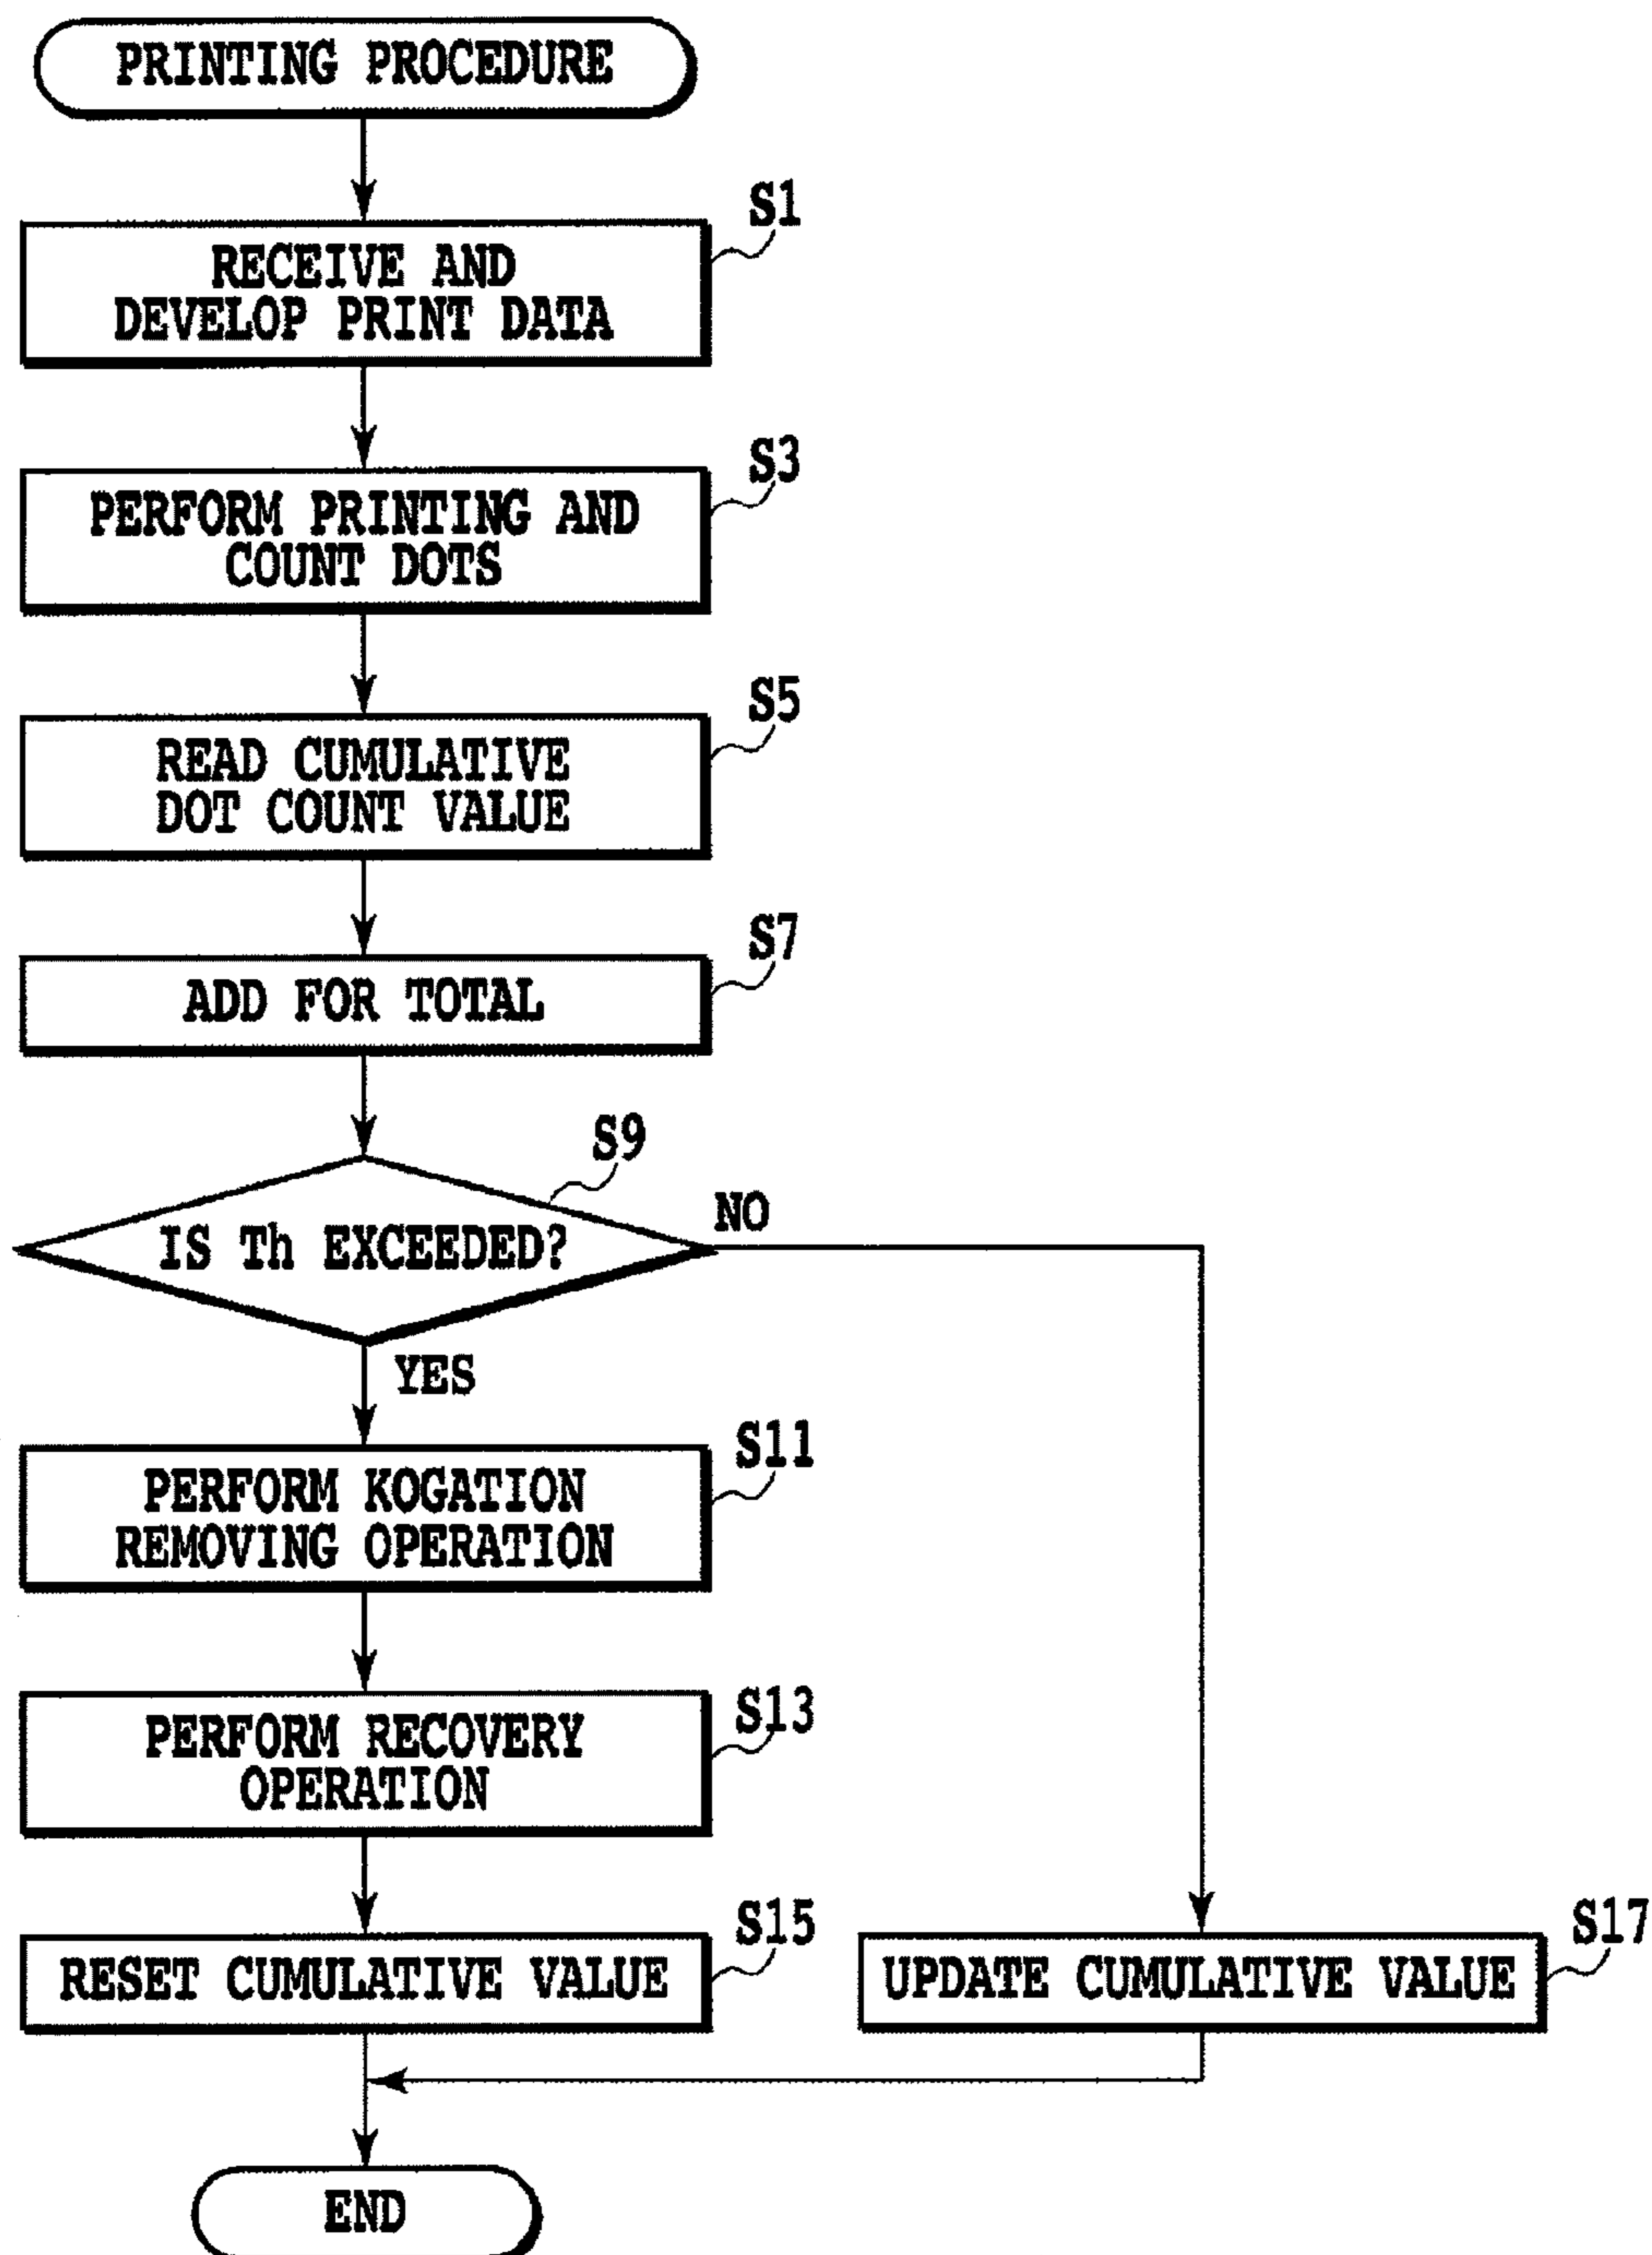 PRINTING PROCEDURE
S1
RECEIVE AND
DEVELOP PRINT DATA
S3
PERFORM PRINTING AND
COUNT DOTS
S5
READ CUMULATIVE
DOT COUNT VALUE
S7
ADD FOR TOTAL
S9
IS Th EXCEEDED?
NO
YES
S11
PERFORM KOGATION
REMOVING OPERATION
S13
PERFORM RECOVERY
OPERATION
S15
RESET CUMULATIVE VALUE
S17
UPDATE CUMULATIVE VALUE
END